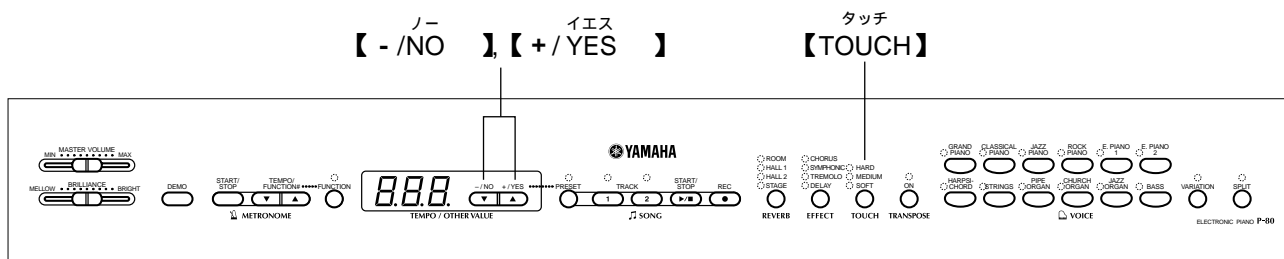 ノー イエス タッチ
【 - /NO 】, 【 + / YES 】 【TOUCH】
MASTER VOLUME
MIN MAX
BRILLIANCE
MELLOW BRIGHT
DEMO
START/
STOP
TEMPO/
FUNCTION#
FUNCTION
METRONOME
8.8.8.
–/NO +/YES
TEMPO / OTHER VALUE
YAMAHA
PRESET
TRACK
1 2
START/
STOP
REC
SONG
ROOM
HALL 1
HALL 2
STAGE
REVERB
CHORUS
SYMPHONIC
TREMOLO
DELAY
EFFECT
HARD
MEDIUM
SOFT
TOUCH
ON
TRANSPOSE
GRAND
PIANO
CLASSICAL
PIANO
JAZZ
PIANO
ROCK
PIANO
E. PIANO
1
E. PIANO
2
HARPSI-
CHORD
STRINGS
PIPE
ORGAN
CHURCH
ORGAN
JAZZ
ORGAN
BASS
VOICE
VARIATION
SPLIT
ELECTRONIC PIANO P-80